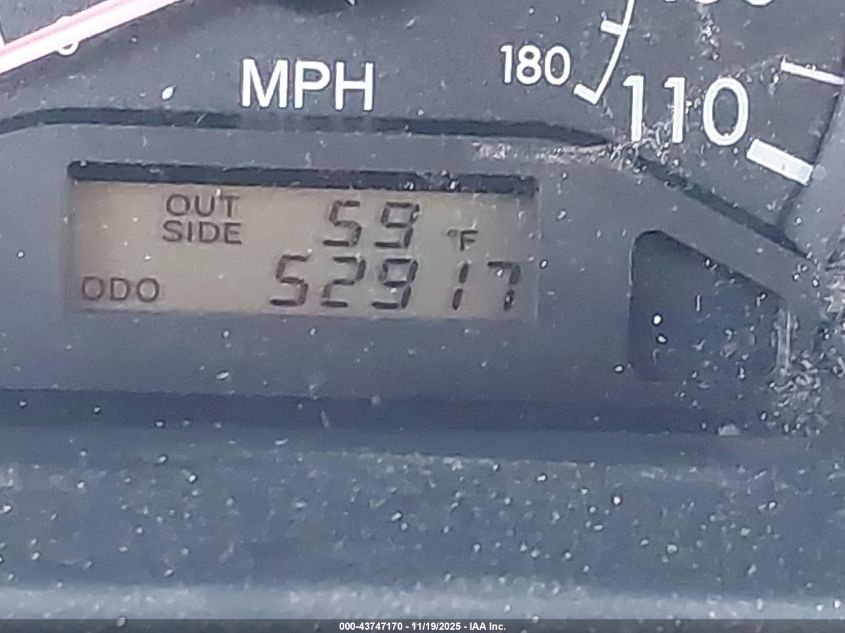 MPH
180
110
OUT
SIDE 59 °F
ODO 52917
000-43747170 - 11/19/2025 - IAA Inc.